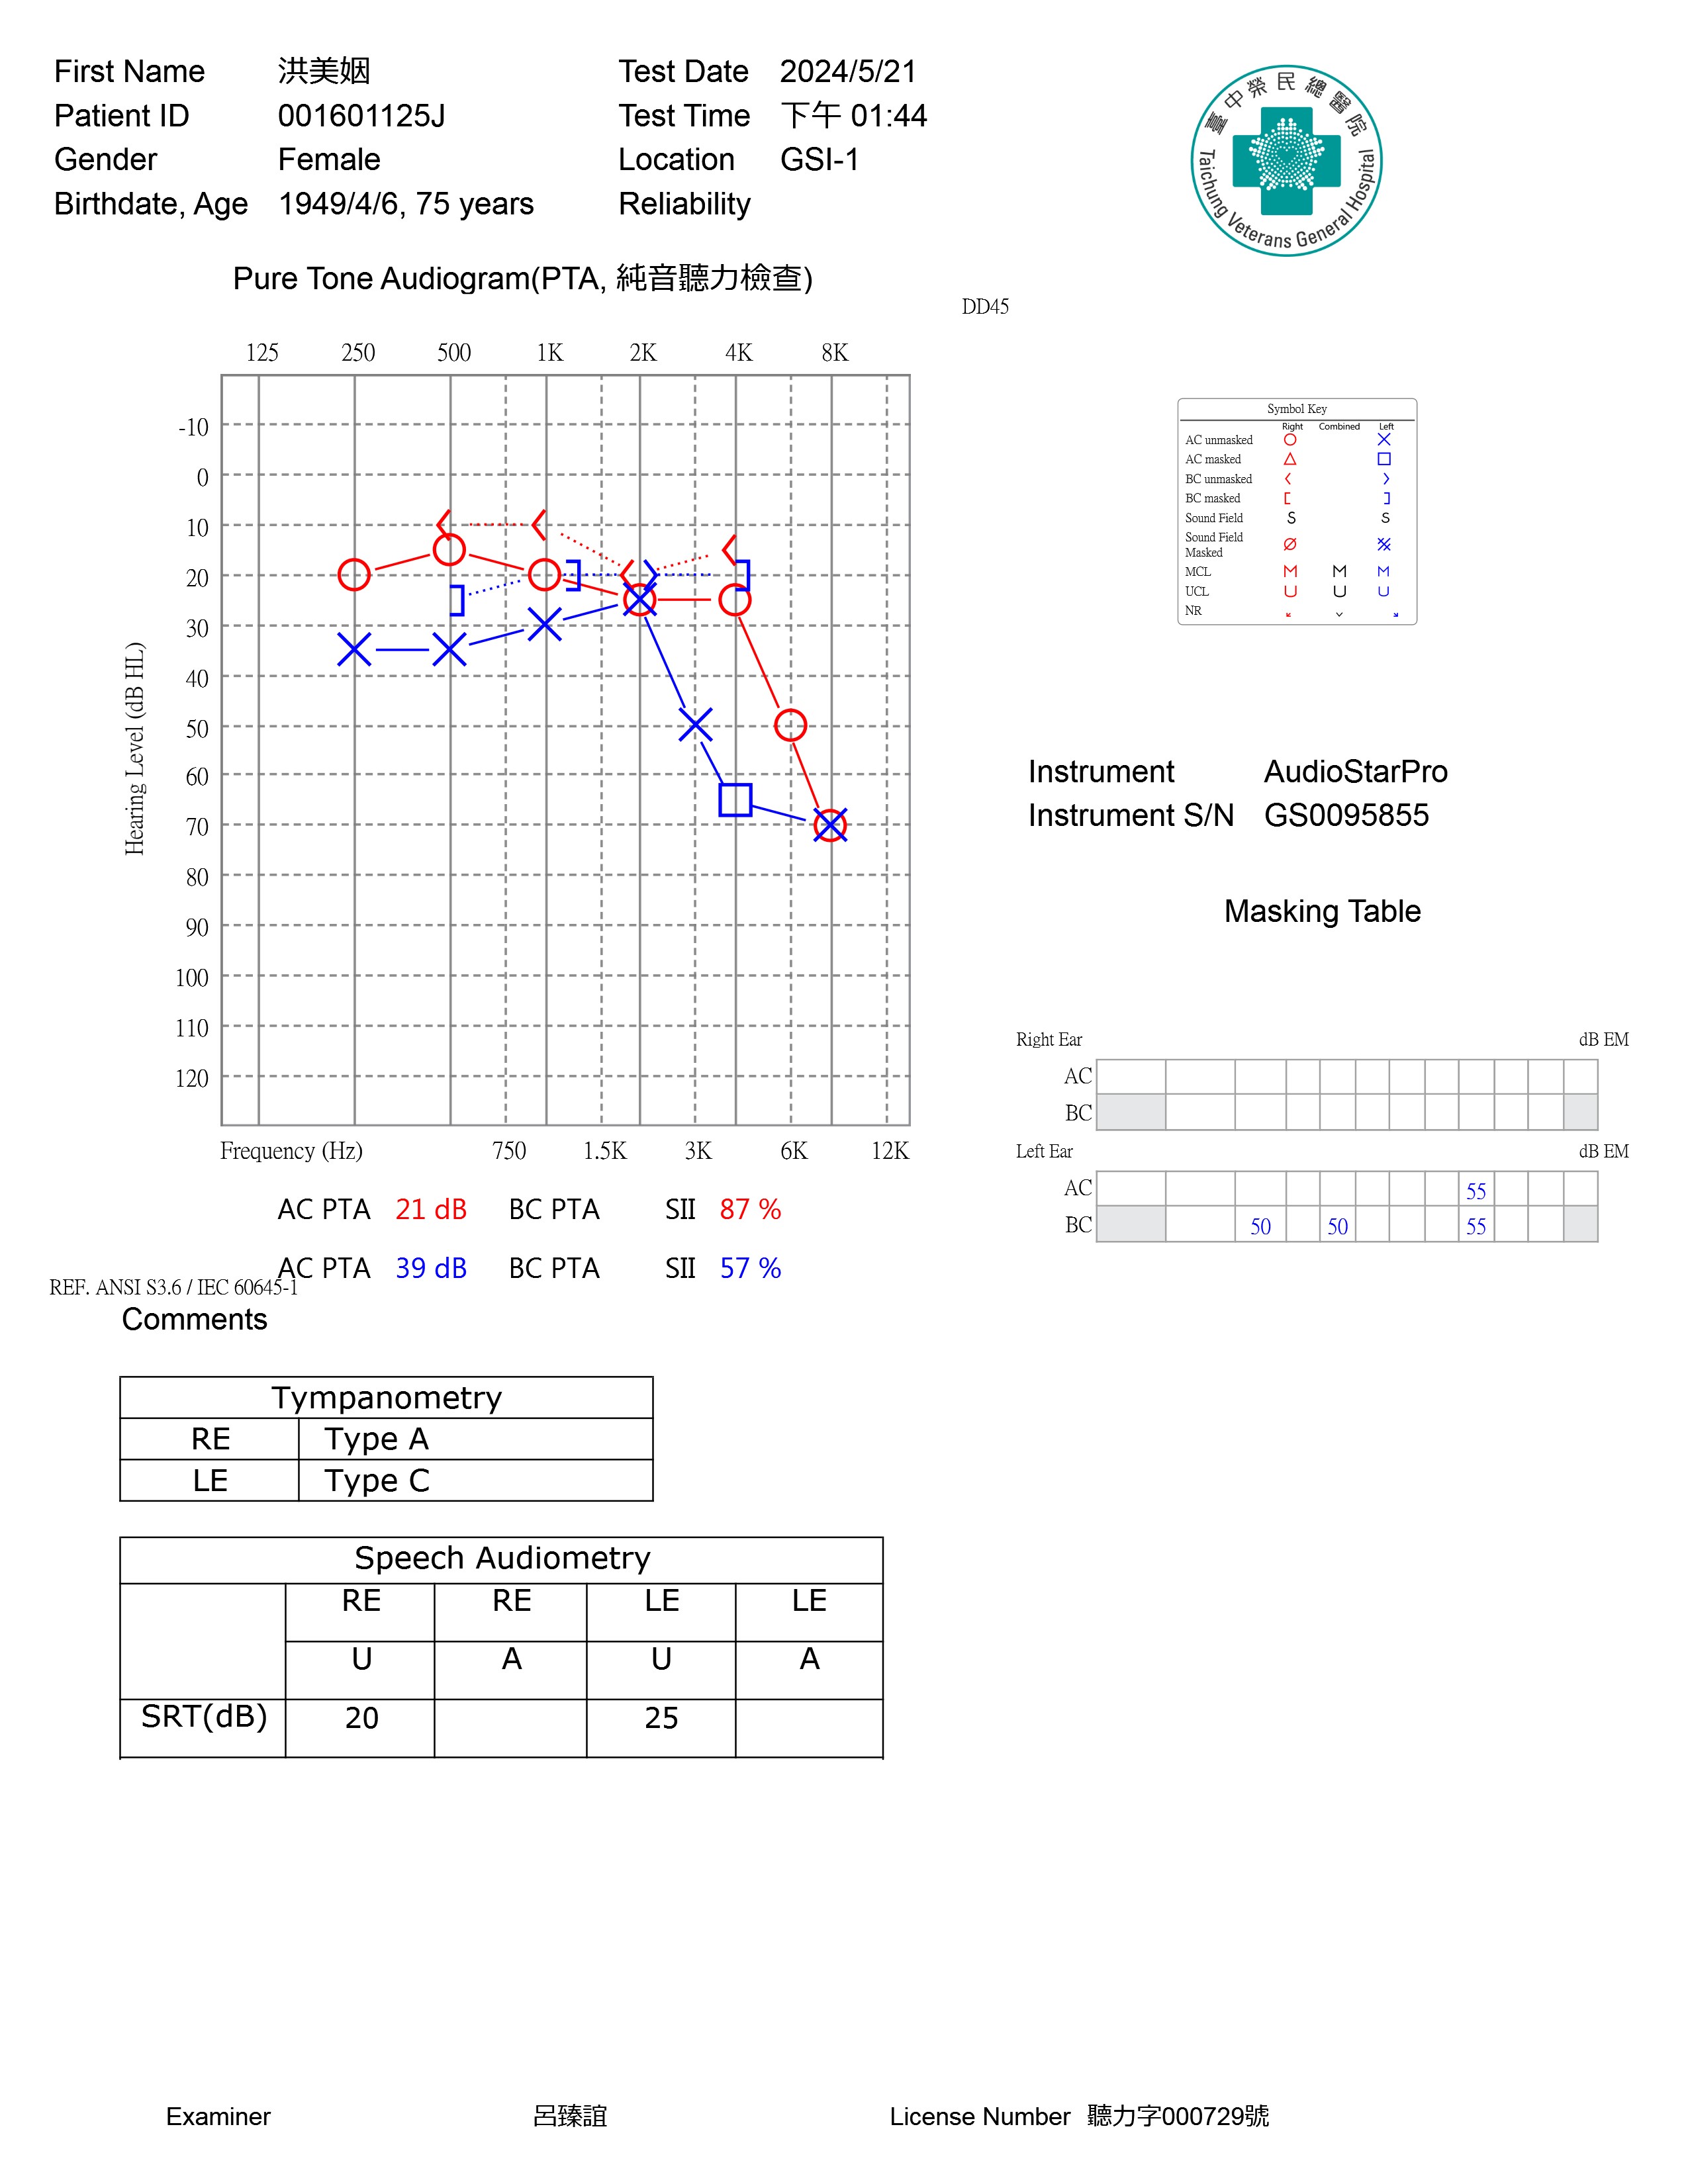 First Name 洪美姻 Test Date 2024/5/21
Patient ID 001601125J Test Time 下午 01:44
Gender Female Location GSI-1
Birthdate, Age 1949/4/6, 75 years Reliability
臺中榮民總醫院
Taichung Veterans General Hospital
Pure Tone Audiogram(PTA, 純音聽力檢查)
DD45
125 250 500 1K 2K 4K 8K
-10
0
10
20
30
40
50
60
70
80
90
100
110
120
Hearing Level (dB HL)
Frequency (Hz) 750 1.5K 3K 6K 12K
Symbol Key
Right Combined Left
AC unmasked
AC masked
BC unmasked
BC masked
Sound Field S S
Sound Field
Masked
MCL M M M
UCL U U U
NR
Instrument AudioStarPro
Instrument S/N GS0095855
Masking Table
Right Ear dB EM
AC
BC
Left Ear dB EM
AC 55
BC 50 50 55
AC PTA 21 dB BC PTA SII 87 %
AC PTA 39 dB BC PTA SII 57 %
REF. ANSI S3.6 / IEC 60645-1
Comments
Tympanometry
RE Type A
LE Type C
Speech Audiometry
RE RE LE LE
U A U A
SRT(dB) 20 25
Examiner 呂臻誼 License Number 聽力字000729號